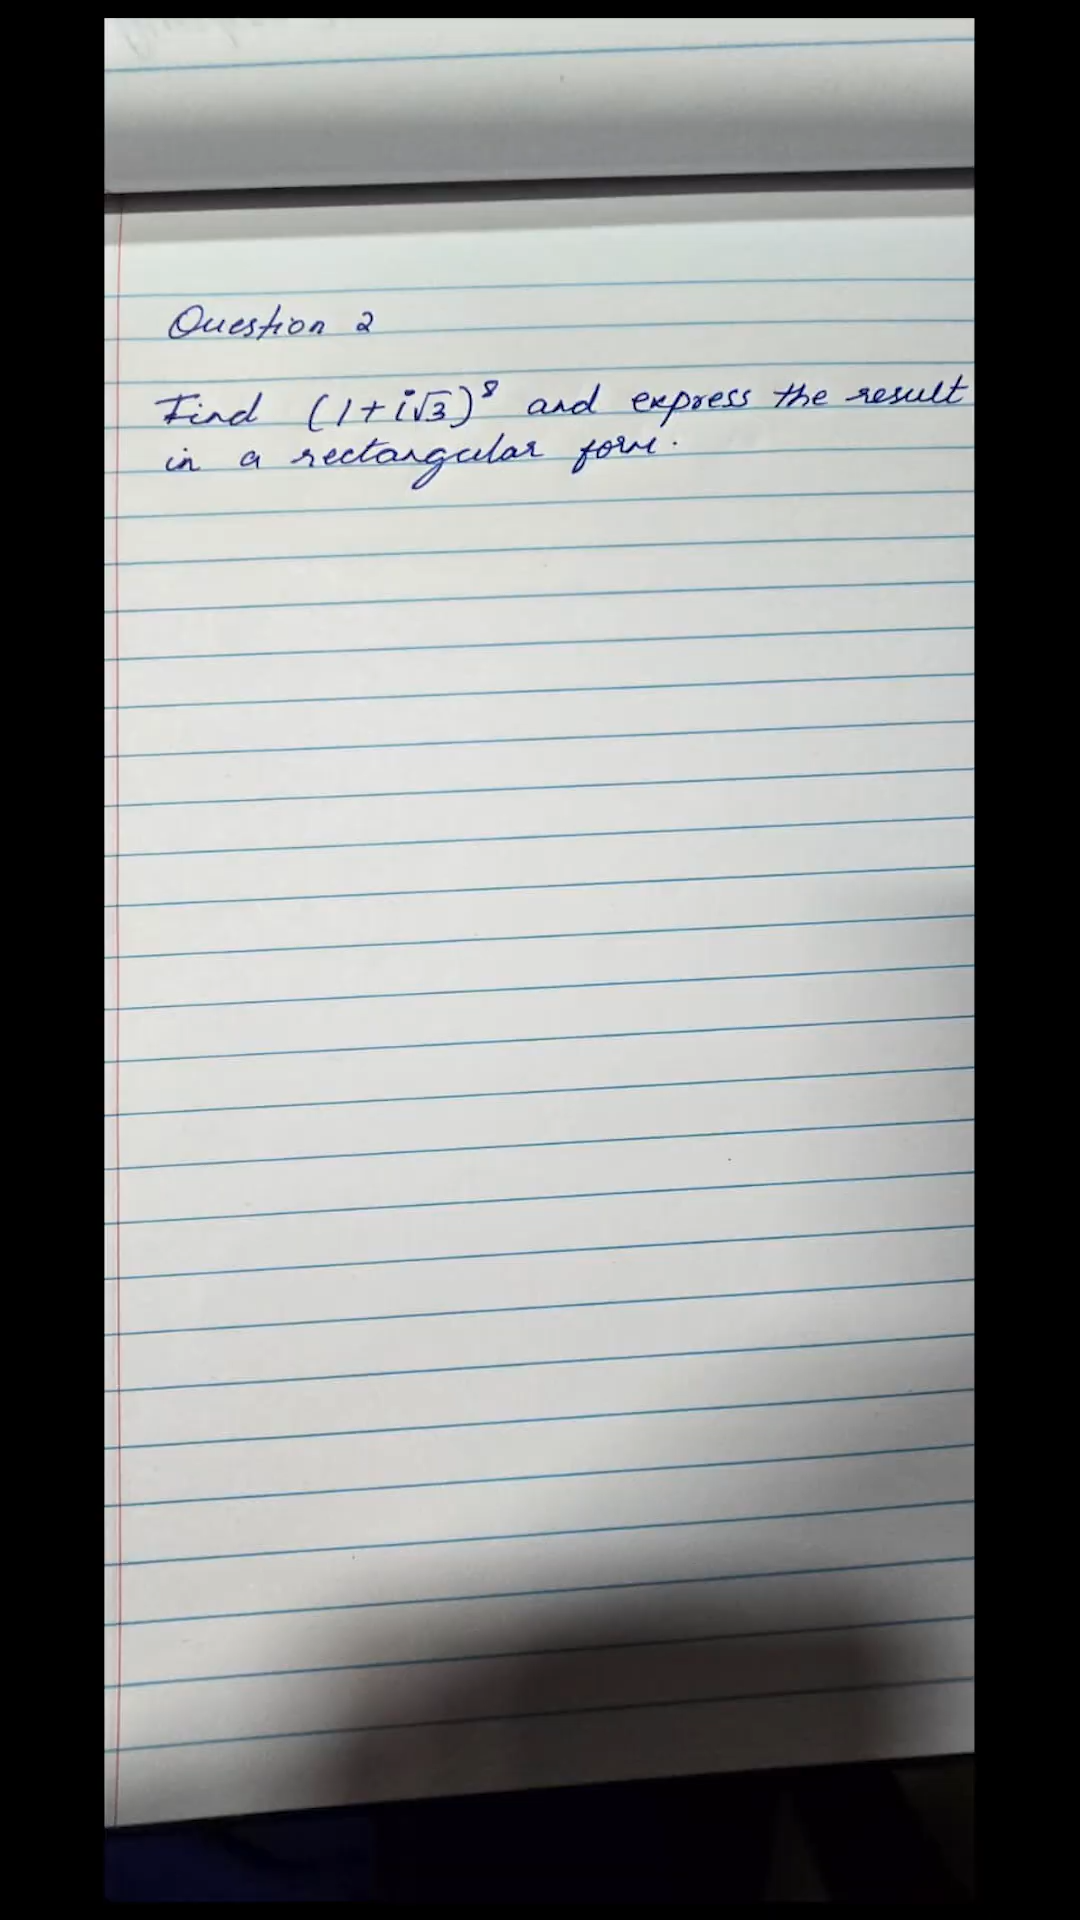 Question 2
Find (1+i√3)⁸ and express the result
in a rectangular form.